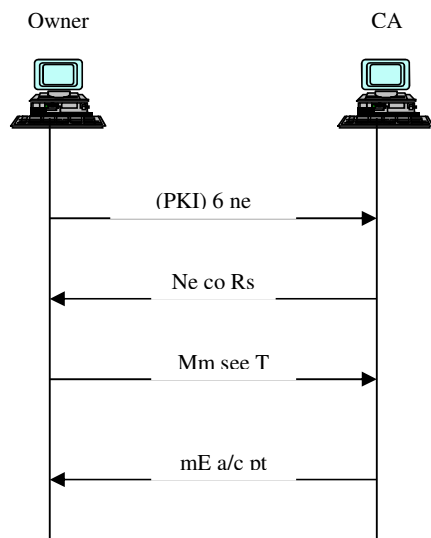 Owner
CA
(PKI) 6 ne
Ne co Rs
Mm see T
mE a/c pt